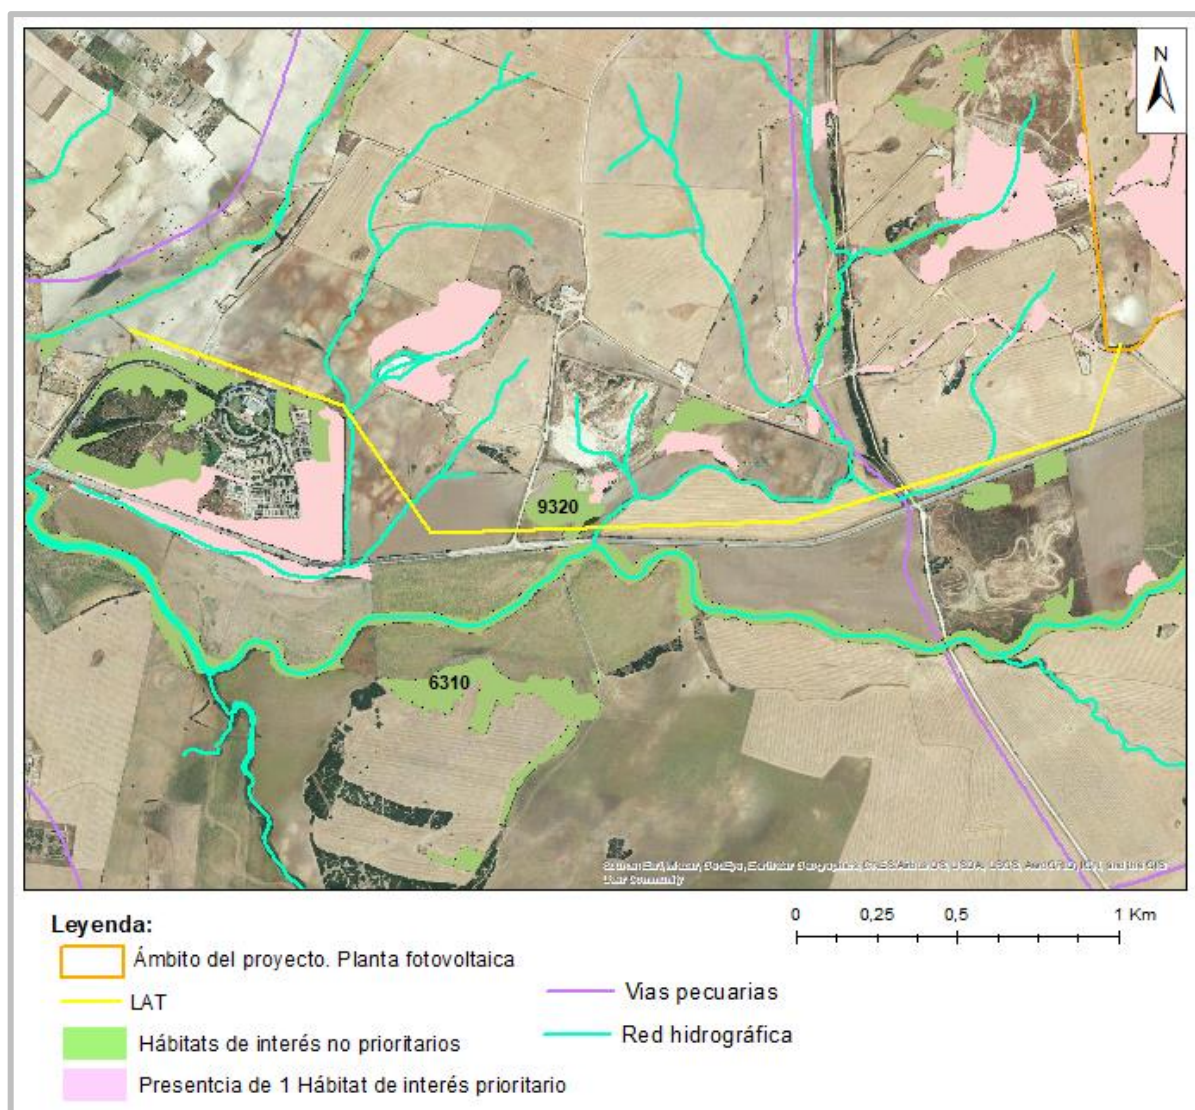 N
9320
6310
Leyenda:
Ámbito del proyecto. Planta fotovoltaica
LAT
Hábitats de interés no prioritarios
Presentcia de 1 Hábitat de interés prioritario
0 0,25 0,5 1 Km
Vias pecuarias
Red hidrográfica